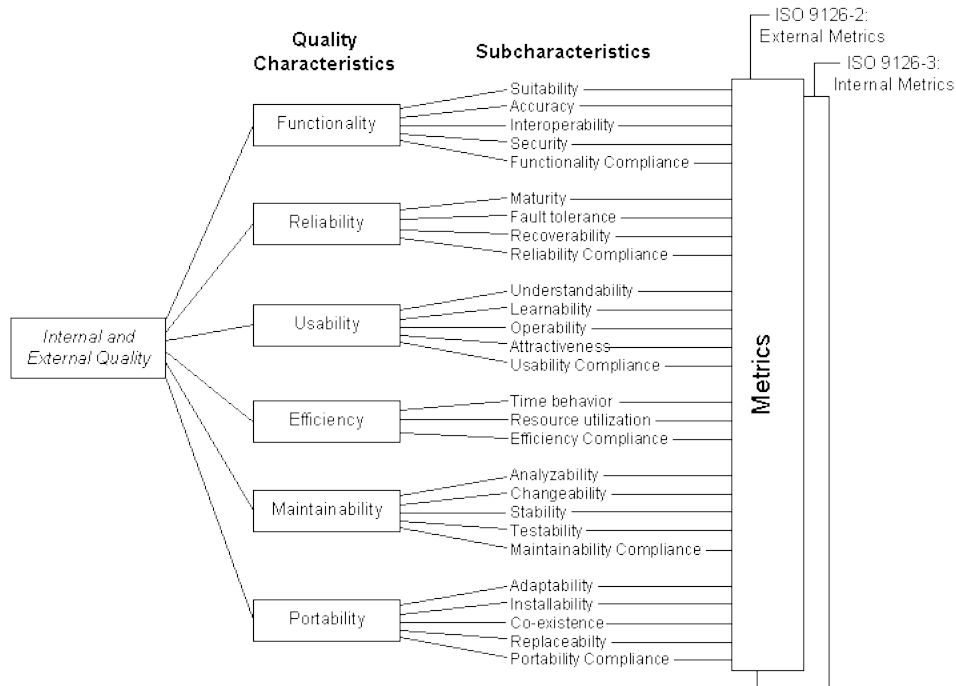 ISO 9126-2:
External Metrics
ISO 9126-3:
Internal Metrics
Quality
Characteristics
Subcharacteristics
Internal and
External Quality
Functionality
Suitability
Accuracy
Interoperability
Security
Functionality Compliance
Reliability
Maturity
Fault tolerance
Recoverability
Reliability Compliance
Usability
Understandability
Learnability
Operability
Attractiveness
Usability Compliance
Efficiency
Time behavior
Resource utilization
Efficiency Compliance
Maintainability
Analyzability
Changeability
Stability
Testability
Maintainability Compliance
Portability
Adaptability
Installability
Co-existence
Replaceabilty
Portability Compliance
Metrics